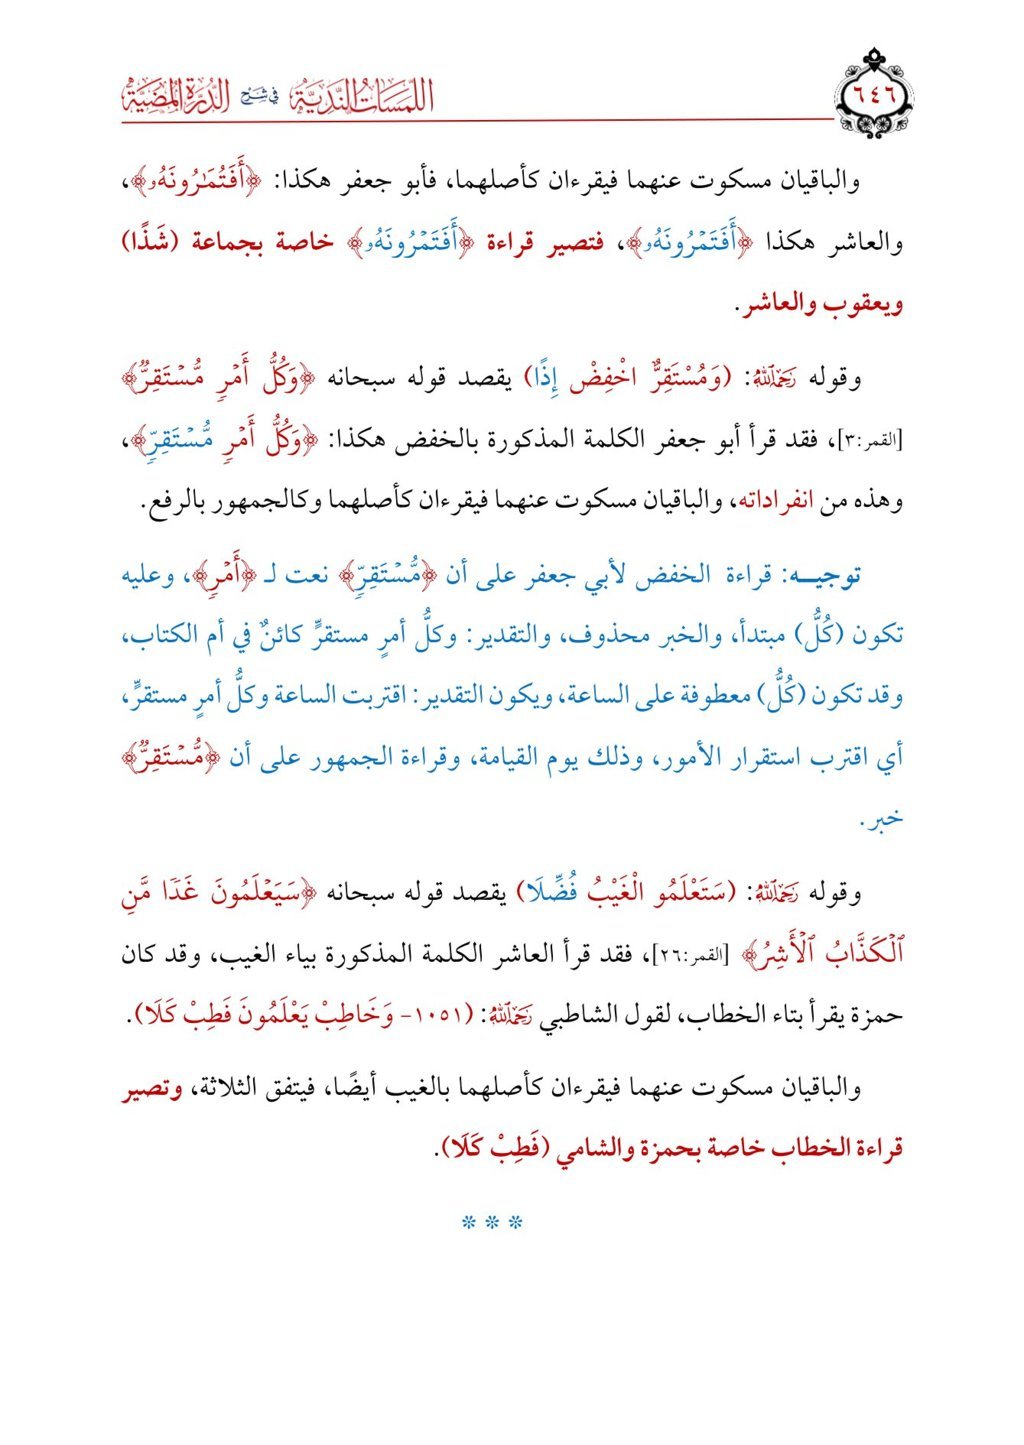 اللمسات الندية في شرح الدرة المضية
٦٤٦
والباقيان مسكوت عنهما فيقرءان كأصلهما، فأبو جعفر هكذا: ﴿أَفَتُمَٰرُونَهُۥ﴾،
والعاشر هكذا ﴿أَفَتَمْرُونَهُۥ﴾، فتصير قراءة ﴿أَفَتَمْرُونَهُۥ﴾ خاصة بجماعة (شَذًا)
ويعقوب والعاشر.
وقوله رحمه الله: (وَمُسْتَقِرٌّ اخْفِضْ إِذًا) يقصد قوله سبحانه ﴿وَكُلُّ أَمْرٍ مُّسْتَقِرٌّ﴾
[القمر:٣]، فقد قرأ أبو جعفر الكلمة المذكورة بالخفض هكذا: ﴿وَكُلُّ أَمْرٍ مُّسْتَقِرٍّ﴾،
وهذه من انفراداته، والباقيان مسكوت عنهما فيقرءان كأصلهما وكالجمهور بالرفع.
توجيـــه: قراءة الخفض لأبي جعفر على أن ﴿مُّسْتَقِرٍّ﴾ نعت لـ ﴿أَمْرٍ﴾، وعليه
تكون (كُلُّ) مبتدأ، والخبر محذوف، والتقدير: وكلُّ أمرٍ مستقرٍّ كائنٌ في أم الكتاب،
وقد تكون (كُلُّ) معطوفة على الساعة، ويكون التقدير: اقتربت الساعة وكلُّ أمرٍ مستقرٍّ،
أي اقترب استقرار الأمور، وذلك يوم القيامة، وقراءة الجمهور على أن ﴿مُّسْتَقِرٌّ﴾
خبر.
وقوله رحمه الله: (سَتَعْلَمُو الْغَيْبُ فُضِّلَا) يقصد قوله سبحانه ﴿سَيَعْلَمُونَ غَدًا مَّنِ
ٱلْكَذَّابُ ٱلْأَشِرُ﴾ [القمر:٢٦]، فقد قرأ العاشر الكلمة المذكورة بياء الغيب، وقد كان
حمزة يقرأ بتاء الخطاب، لقول الشاطبي رحمه الله: (١٠٥١- وَخَاطِبْ يَعْلَمُونَ فَطِبْ كَلَا).
والباقيان مسكوت عنهما فيقرءان كأصلهما بالغيب أيضًا، فيتفق الثلاثة، وتصير
قراءة الخطاب خاصة بحمزة والشامي (فَطِبْ كَلَا).
* * *